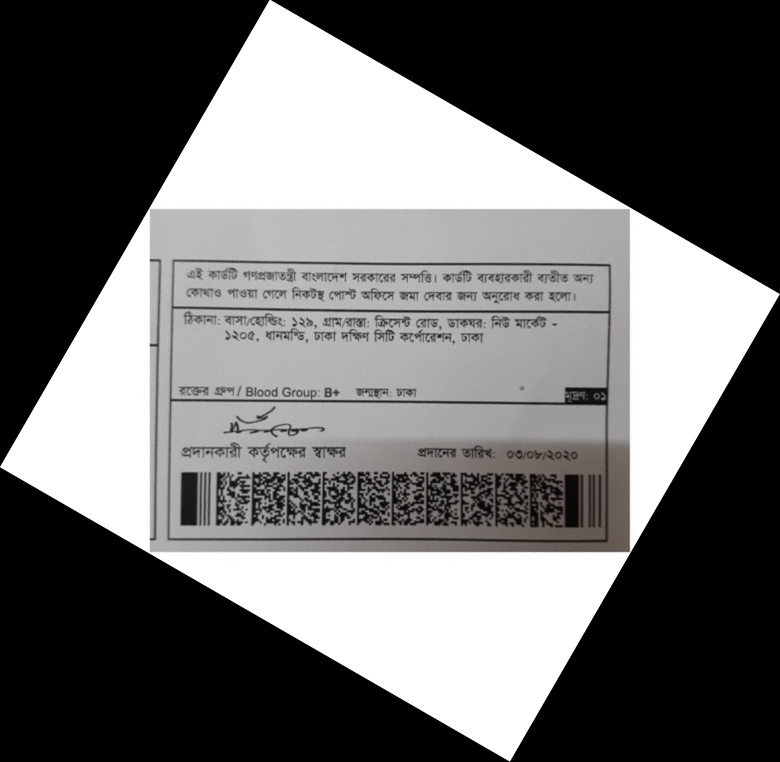 এই কার্ডটি গণপ্রজাতন্ত্রী বাংলাদেশ সরকারের সম্পত্তি। কার্ডটি ব্যবহারকারী ব্যতীত অন্য
কোথাও পাওয়া গেলে নিকটস্থ পোস্ট অফিসে জমা দেবার জন্য অনুরোধ করা হলো।
ঠিকানা: বাসা/হোল্ডিং: ১২৯, গ্রাম/রাস্তা: ক্রিসেন্ট রোড, ডাকঘর: নিউ মার্কেট -
১২০৫, ধানমন্ডি, ঢাকা দক্ষিণ সিটি কর্পোরেশন, ঢাকা
রক্তের গ্রুপ / Blood Group: B+ জন্মস্থান: ঢাকা মুদ্রণ: ০১
প্রদানকারী কর্তৃপক্ষের স্বাক্ষর প্রদানের তারিখ: ০৩/০৮/২০২০